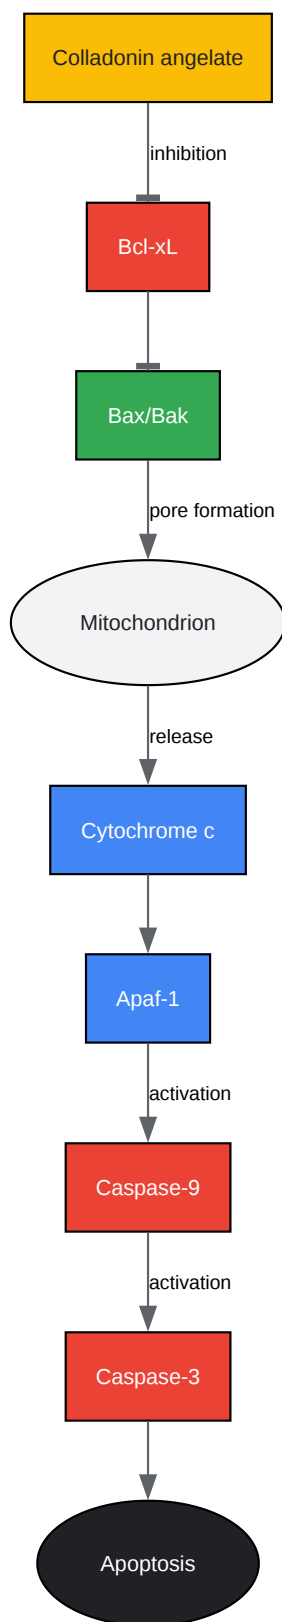 Colladonin angelate
inhibition
Bcl-xL
Bax/Bak
pore formation
Mitochondrion
release
Cytochrome c
Apaf-1
activation
Caspase-9
activation
Caspase-3
Apoptosis